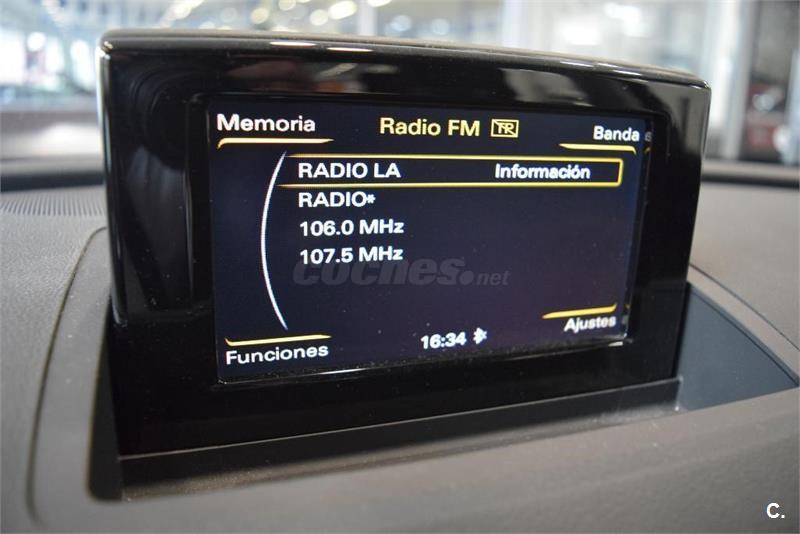 Memoria Radio FM TR Banda
RADIO LA Información
RADIO*
106.0 MHz
107.5 MHz
coches.net
Funciones 16:34 Ajustes
C.